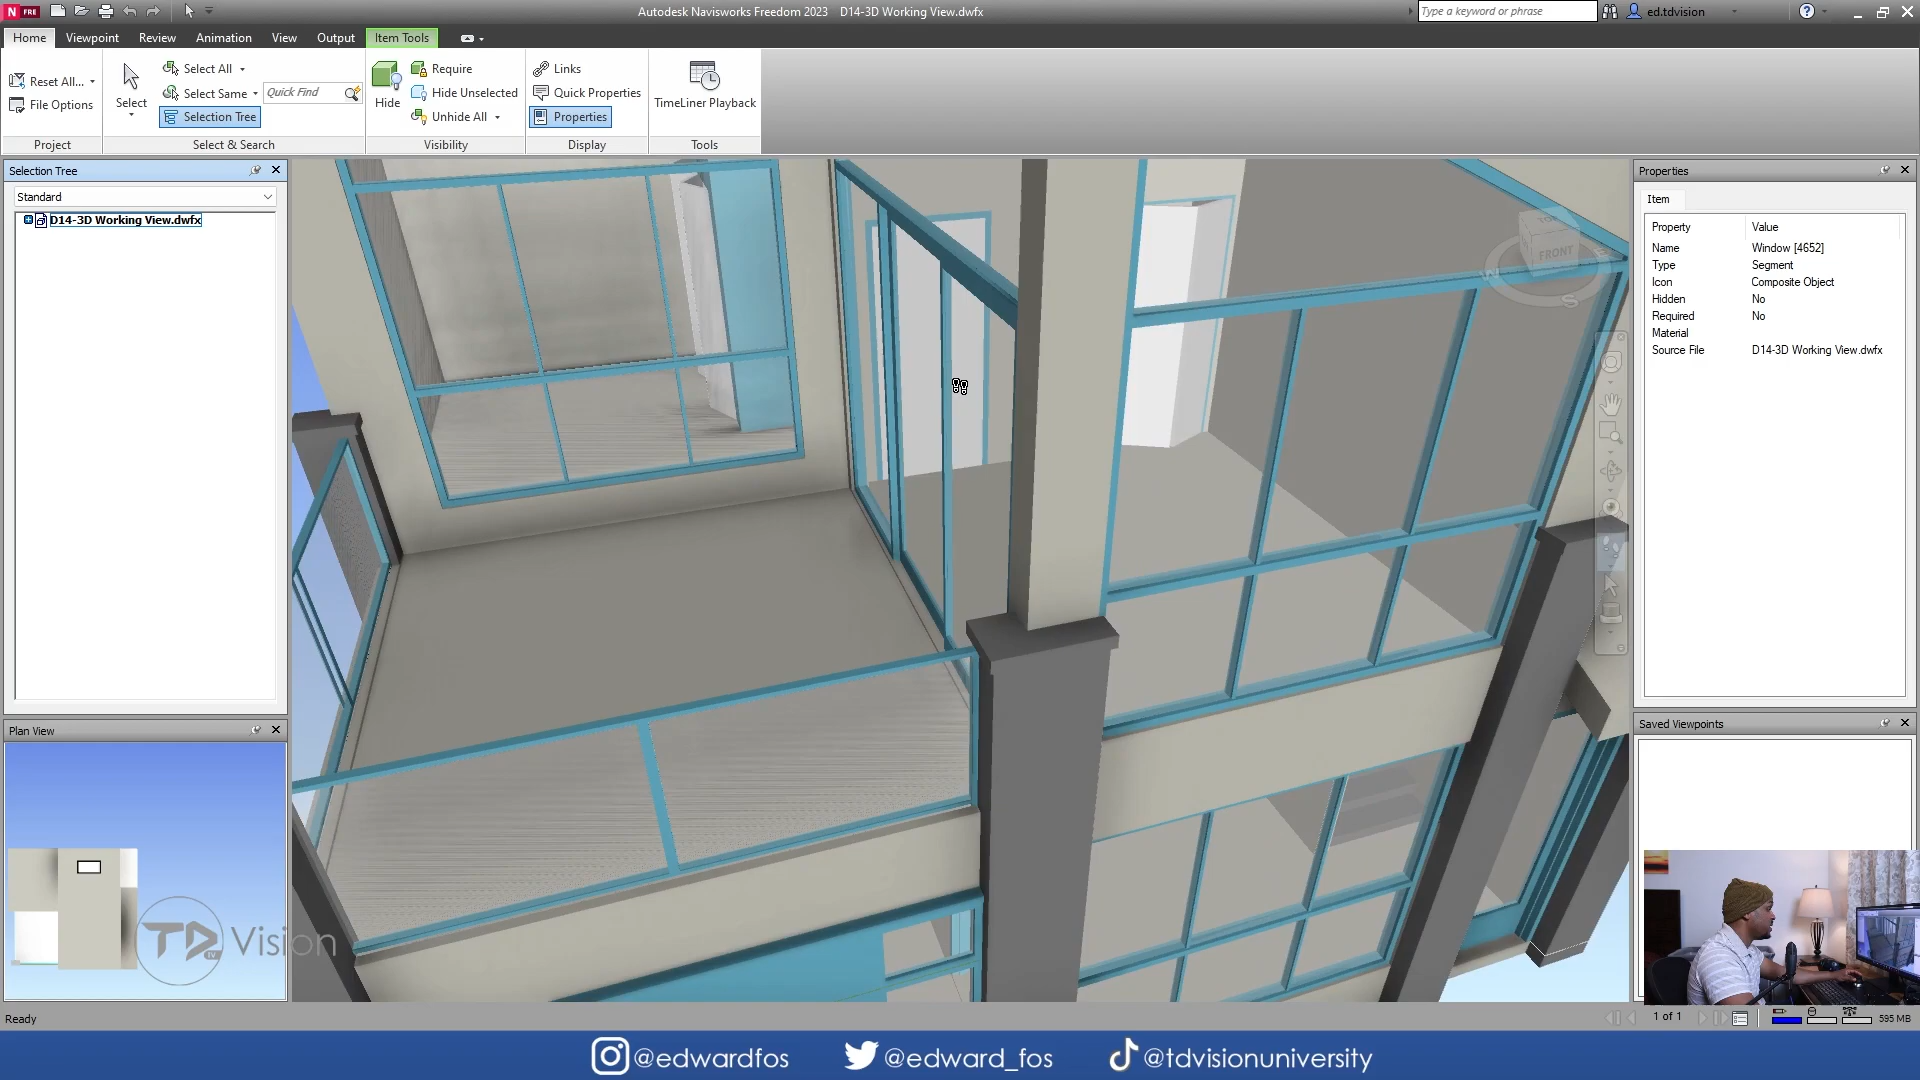 N FRE
Autodesk Navisworks Freedom 2023 D14-3D Working View.dwfx
Type a keyword or phrase
ed.tdvision
Home Viewpoint Review Animation View Output Item Tools
Reset All...
File Options
Project
Select
Select All
Select Same
Quick Find
Selection Tree
Select & Search
Hide
Require
Hide Unselected
Unhide All
Visibility
Links
Quick Properties
Properties
Display
TimeLiner Playback
Tools
Selection Tree
Standard
D14-3D Working View.dwfx
Plan View
TD Vision
TOP
FRONT
W
S
Properties
Item
Property Value
Name Window [4652]
Type Segment
Icon Composite Object
Hidden No
Required No
Material
Source File D14-3D Working View.dwfx
Saved Viewpoints
Ready
1 of 1
595 MB
@edwardfos @edward_fos @tdvisionuniversity